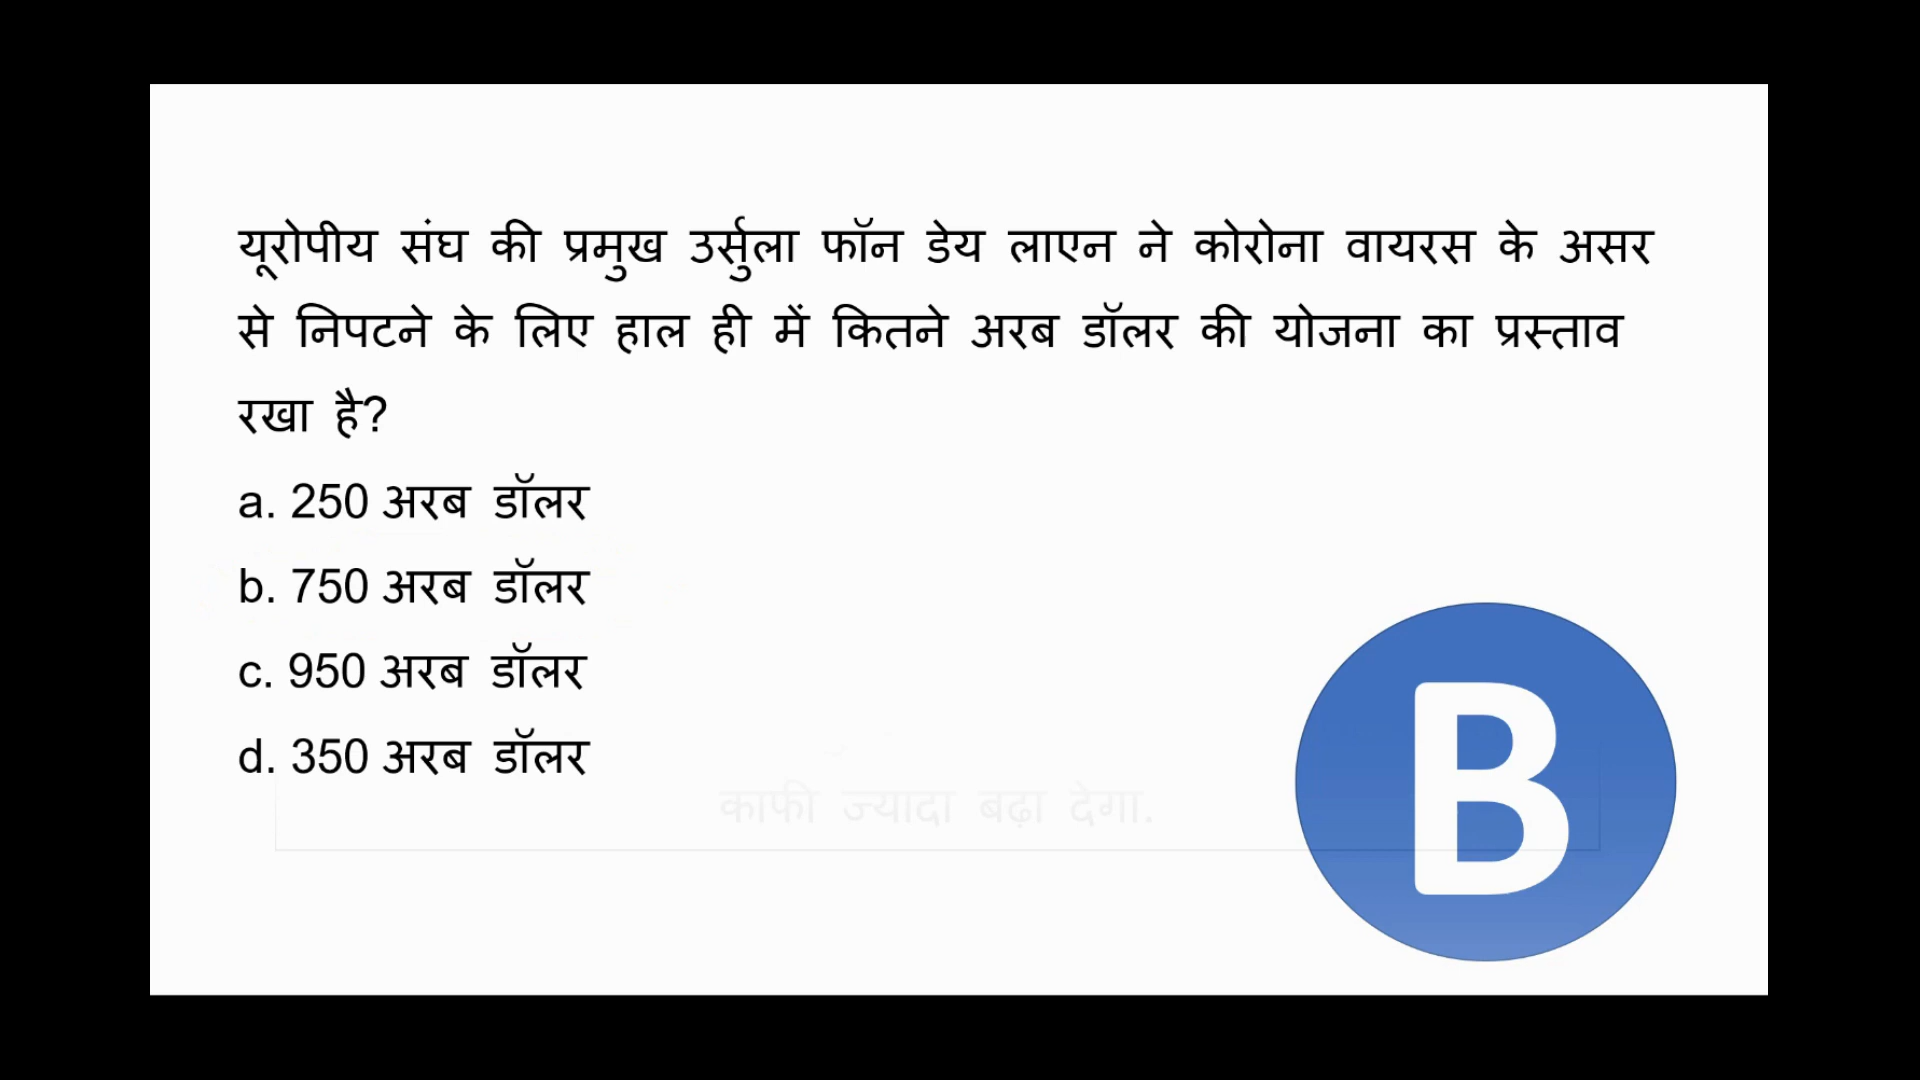 यूरोपीय संघ की प्रमुख उर्सुला फॉन डेय लाएन ने कोरोना वायरस के असर
से निपटने के लिए हाल ही में कितने अरब डॉलर की योजना का प्रस्ताव
रखा है?
a. 250 अरब डॉलर
b. 750 अरब डॉलर
c. 950 अरब डॉलर
d. 350 अरब डॉलर
काफी ज्यादा बढ़ा देगा.
B